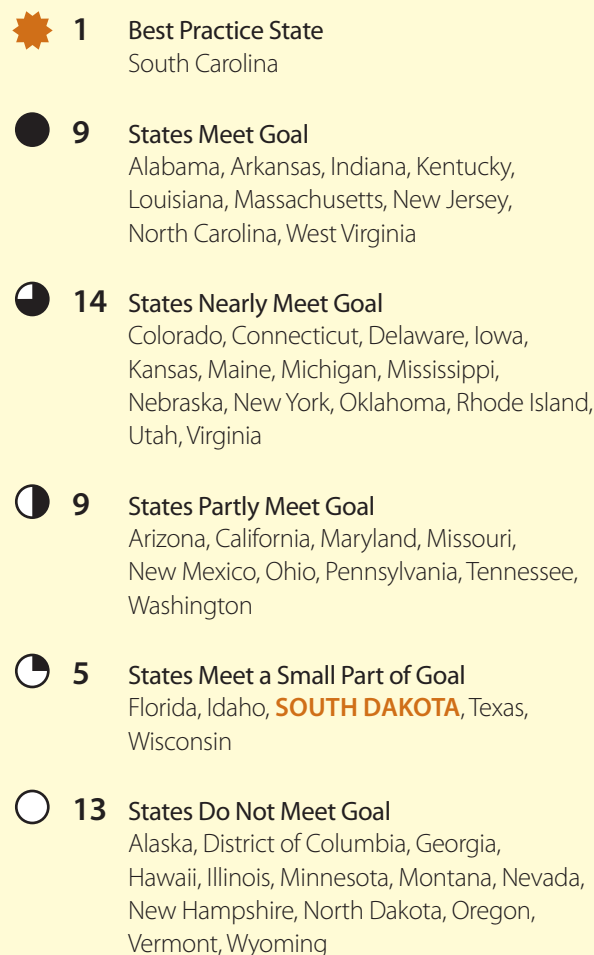 1 Best Practice State
South Carolina
9 States Meet Goal
Alabama, Arkansas, Indiana, Kentucky,
Louisiana, Massachusetts, New Jersey,
North Carolina, West Virginia
14 States Nearly Meet Goal
Colorado, Connecticut, Delaware, Iowa,
Kansas, Maine, Michigan, Mississippi,
Nebraska, New York, Oklahoma, Rhode Island,
Utah, Virginia
9 States Partly Meet Goal
Arizona, California, Maryland, Missouri,
New Mexico, Ohio, Pennsylvania, Tennessee,
Washington
5 States Meet a Small Part of Goal
Florida, Idaho, SOUTH DAKOTA, Texas,
Wisconsin
13 States Do Not Meet Goal
Alaska, District of Columbia, Georgia,
Hawaii, Illinois, Minnesota, Montana, Nevada,
New Hampshire, North Dakota, Oregon,
Vermont, Wyoming